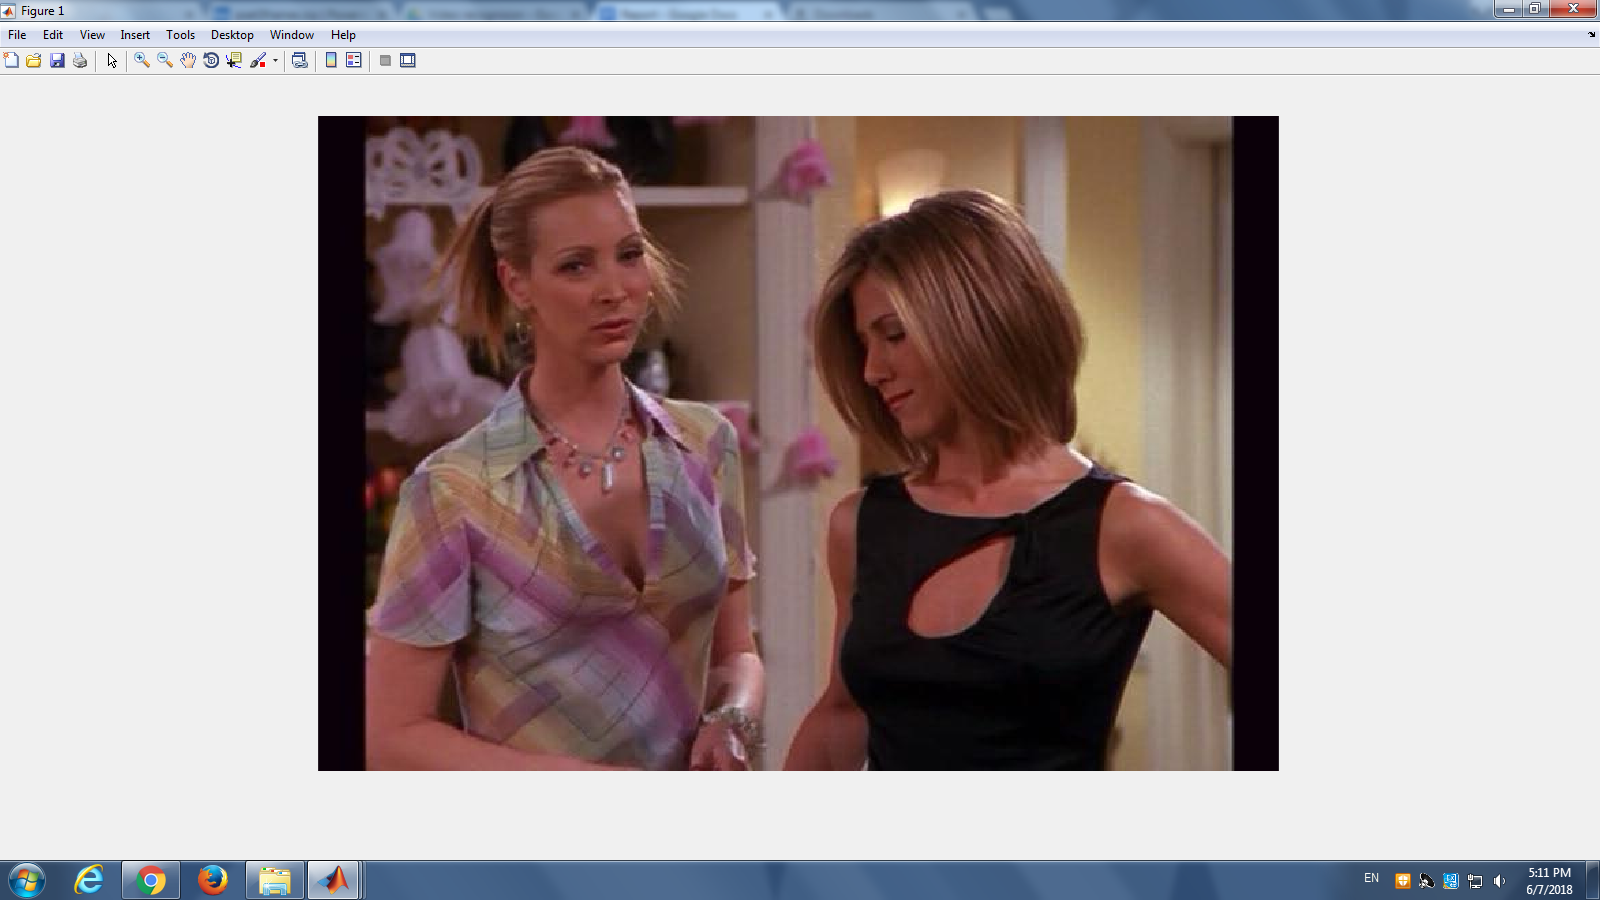 Figure 1
File Edit View Insert Tools Desktop Window Help
EN
5:11 PM
6/7/2018